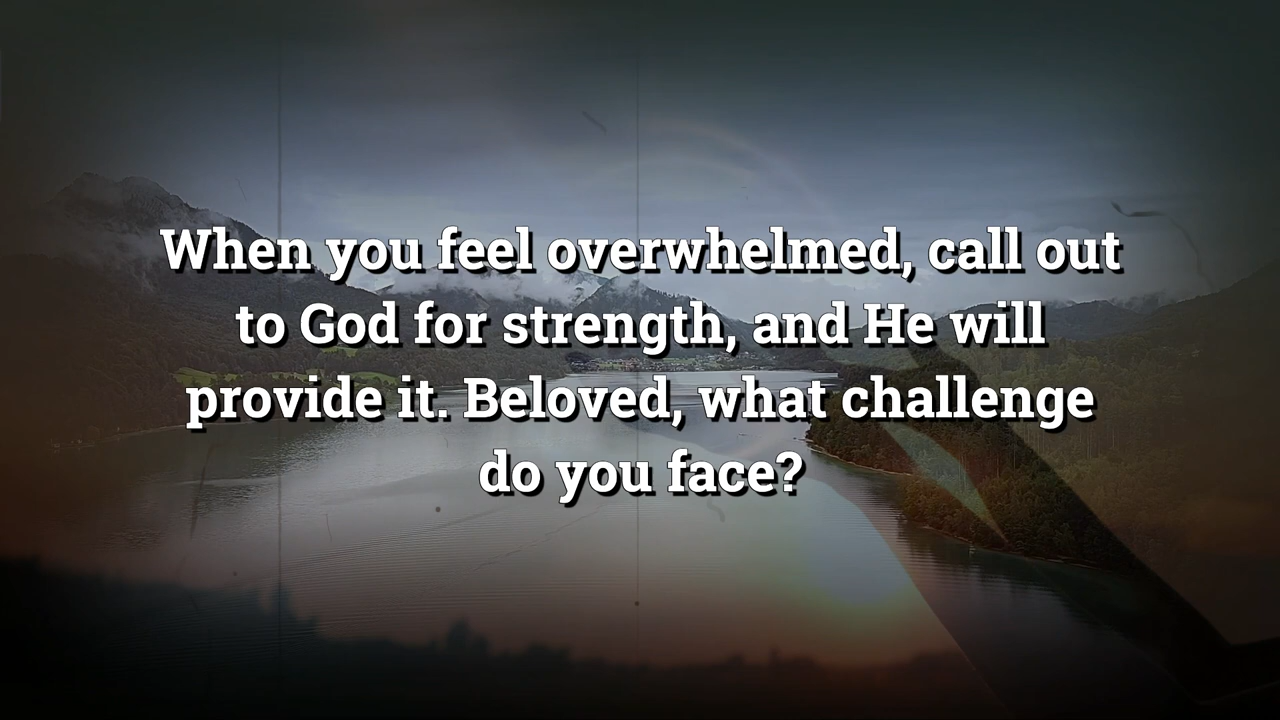 When you feel overwhelmed, call out
to God for strength, and He will
provide it. Beloved, what challenge
do you face?